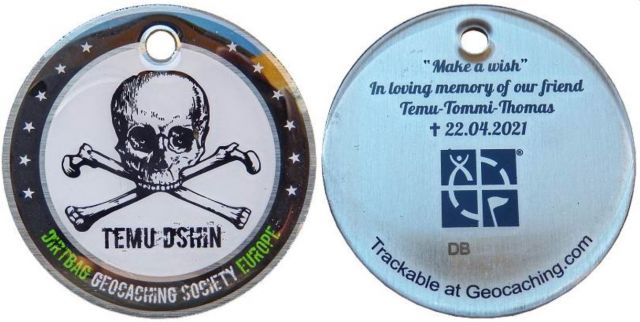 TEMU DSHIN
DIRTBAG GEOCACHING SOCIETY EUROPE
"Make a wish"
In loving memory of our friend
Temu-Tommi-Thomas
✝ 22.04.2021
®
DB
Trackable at Geocaching.com